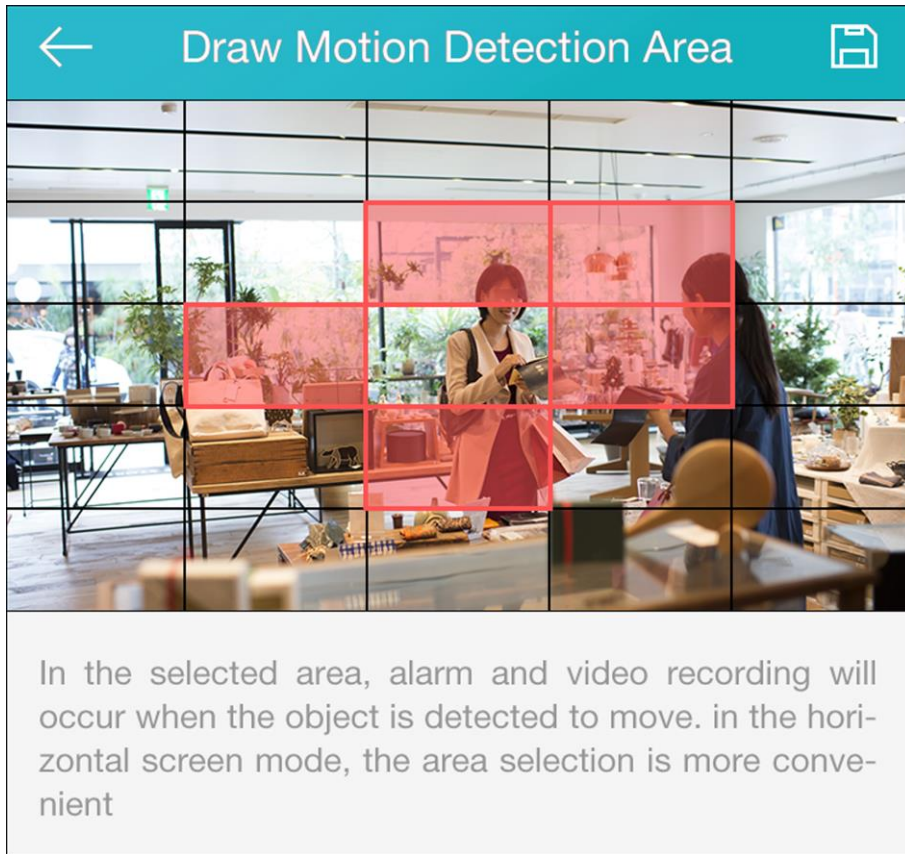 Draw Motion Detection Area
In the selected area, alarm and video recording will
occur when the object is detected to move. in the hori-
zontal screen mode, the area selection is more conve-
nient